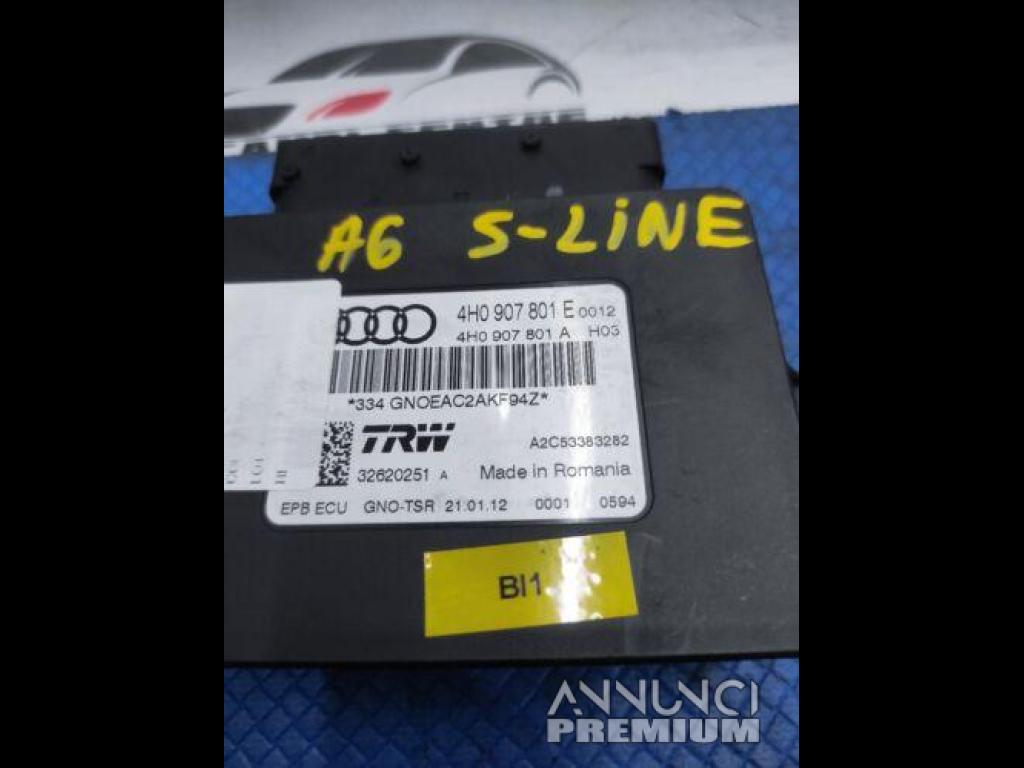 A6 S-LINE
4H0 907 801 E 0012
4H0 907 801 A H03
*334 GNOEAC2AKF94Z*
TRW
A2C53383282
32620251 A Made in Romania
EPB ECU GNO-TSR 21.01.12 0001 0594
BI1
ANNUNCI
PREMIUM